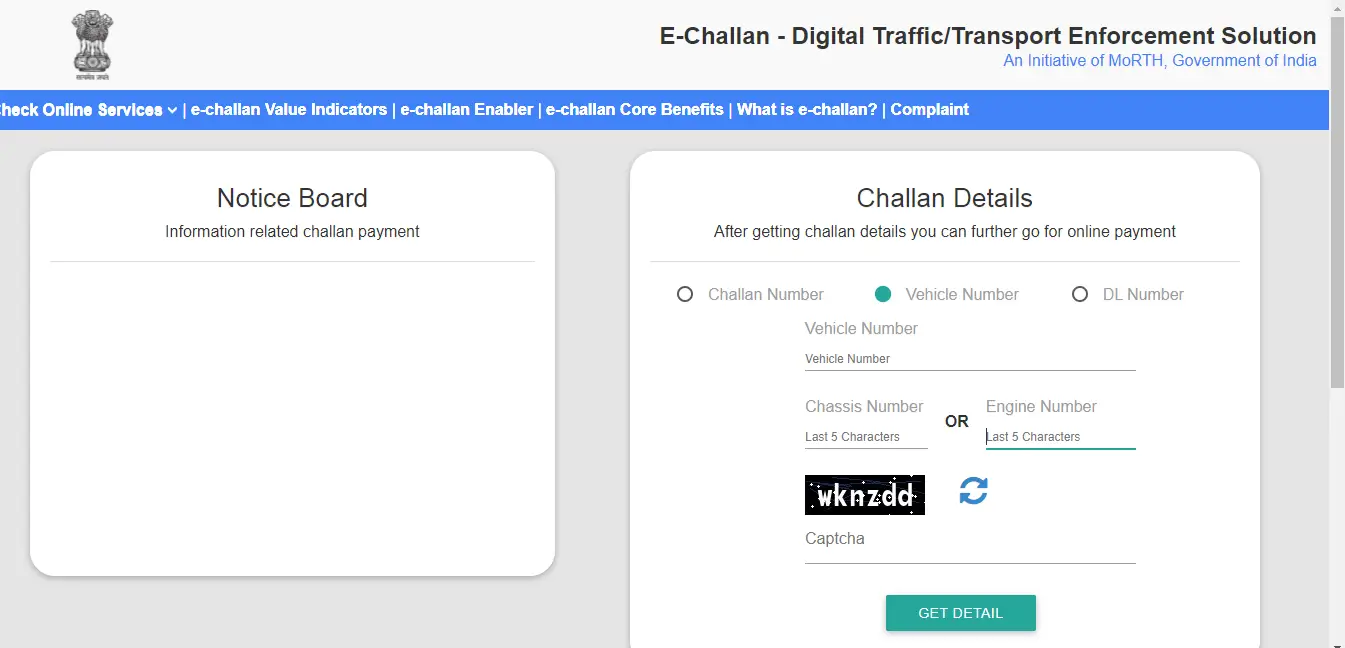 E-Challan - Digital Traffic/Transport Enforcement Solution
An Initiative of MoRTH, Government of India
heck Online Services | e-challan Value Indicators | e-challan Enabler | e-challan Core Benefits | What is e-challan? | Complaint
Notice Board
Information related challan payment
Challan Details
After getting challan details you can further go for online payment
Challan Number Vehicle Number DL Number
Vehicle Number
Vehicle Number
Chassis Number OR Engine Number
Last 5 Characters Last 5 Characters
wknzdd
Captcha
GET DETAIL